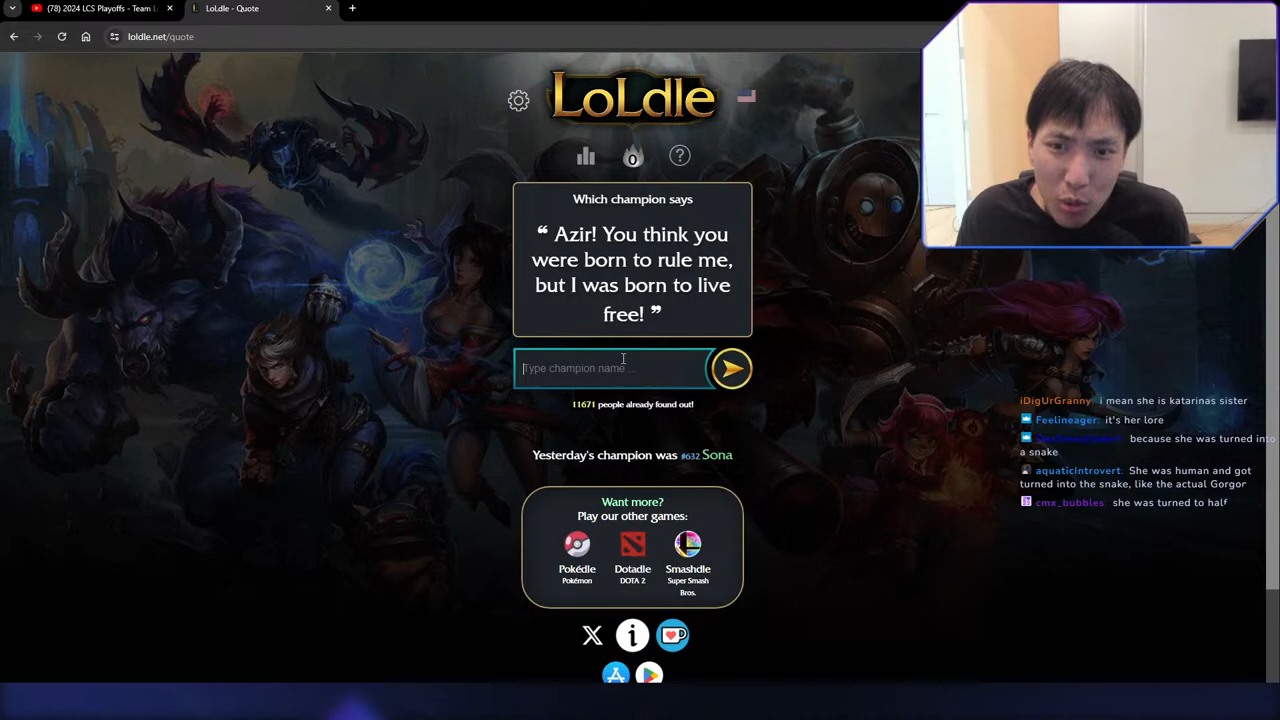 (78) 2024 LCS Playoffs - Team L
LoLdle - Quote
loldle.net/quote
LoLdle
0
Which champion says
❝ Azir! You think you
were born to rule me,
but I was born to live
free! ❞
Type champion name ...
11671 people already found out!
Yesterday's champion was #632 Sona
Want more?
Play our other games:
Pokédle
Pokémon
Dotadle
DOTA 2
Smashdle
Super Smash
Bros.
iDigUrGranny: i mean she is katarinas sister
Feelineager: it's her lore
because she was turned into
a snake
aquaticIntrovert: She was human and got
turned into the snake, like the actual Gorgor
cmx_bubbles: she was turned to half